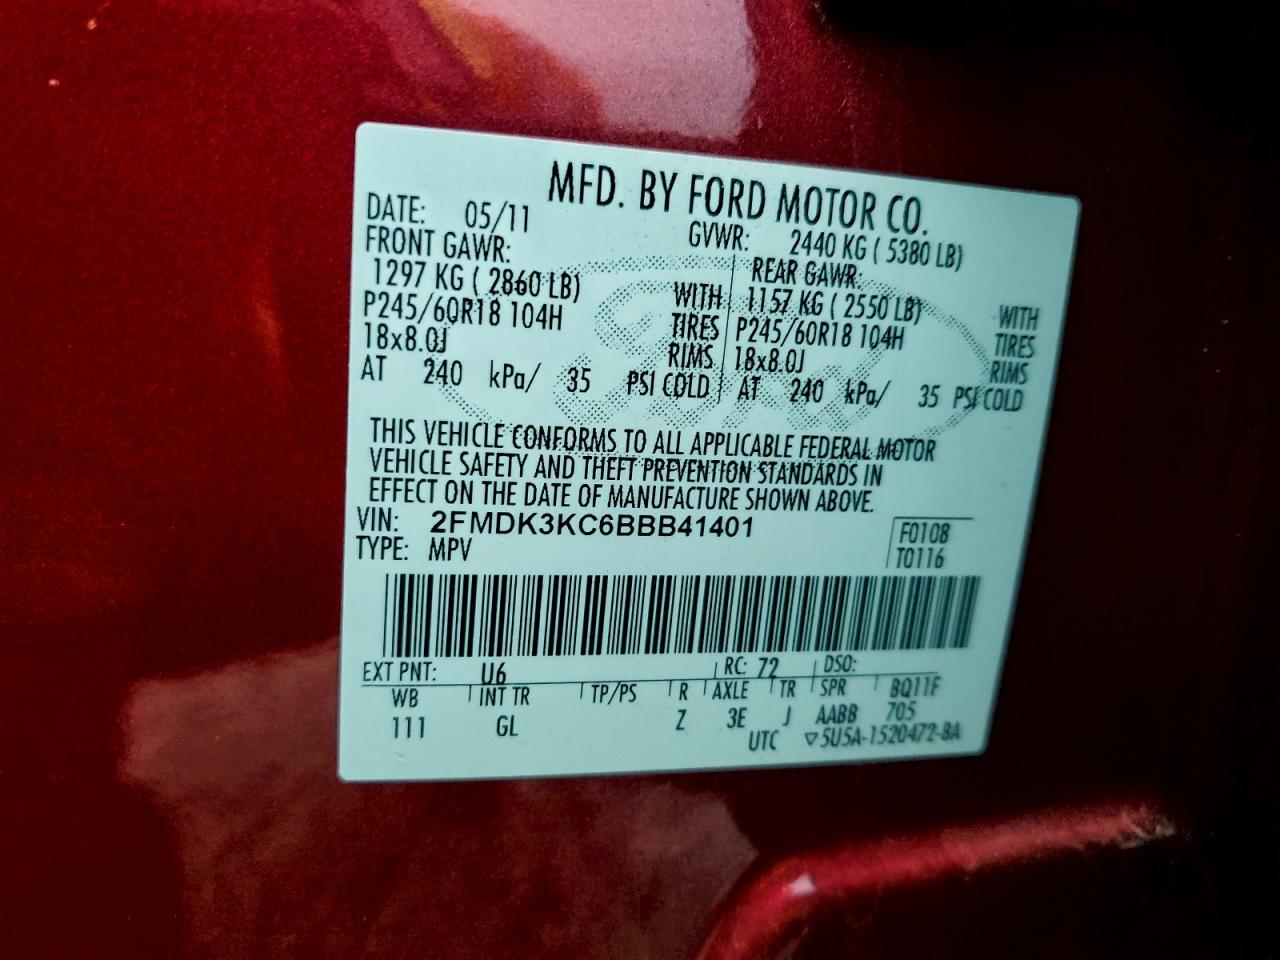 MFD. BY FORD MOTOR CO.
DATE: 05/11 GVWR: 2440 KG ( 5380 LB)
FRONT GAWR: REAR GAWR:
1297 KG ( 2860 LB) WITH 1157 KG ( 2550 LB) WITH
P245/60R18 104H TIRES P245/60R18 104H TIRES
18x8.0J RIMS 18x8.0J RIMS
AT 240 kPa/ 35 PSI COLD AT 240 kPa/ 35 PSI COLD
THIS VEHICLE CONFORMS TO ALL APPLICABLE FEDERAL MOTOR
VEHICLE SAFETY AND THEFT PREVENTION STANDARDS IN
EFFECT ON THE DATE OF MANUFACTURE SHOWN ABOVE.
VIN: 2FMDK3KC6BBB41401 F0108
TYPE: MPV T0116
EXT PNT: U6 RC: 72 DSO:
WB INT TR TP/PS R AXLE TR SPR BQ11F
111 GL Z 3E J AABB 705
UTC ▽5U5A-1520472-BA